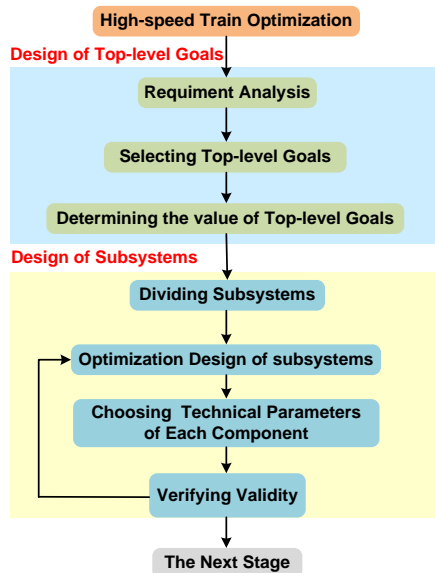 High-speed Train Optimization
Design of Top-level Goals
Requiment Analysis
Selecting Top-level Goals
Determining the value of Top-level Goals
Design of Subsystems
Dividing Subsystems
Optimization Design of subsystems
Choosing Technical Parameters
of Each Component
Verifying Validity
The Next Stage